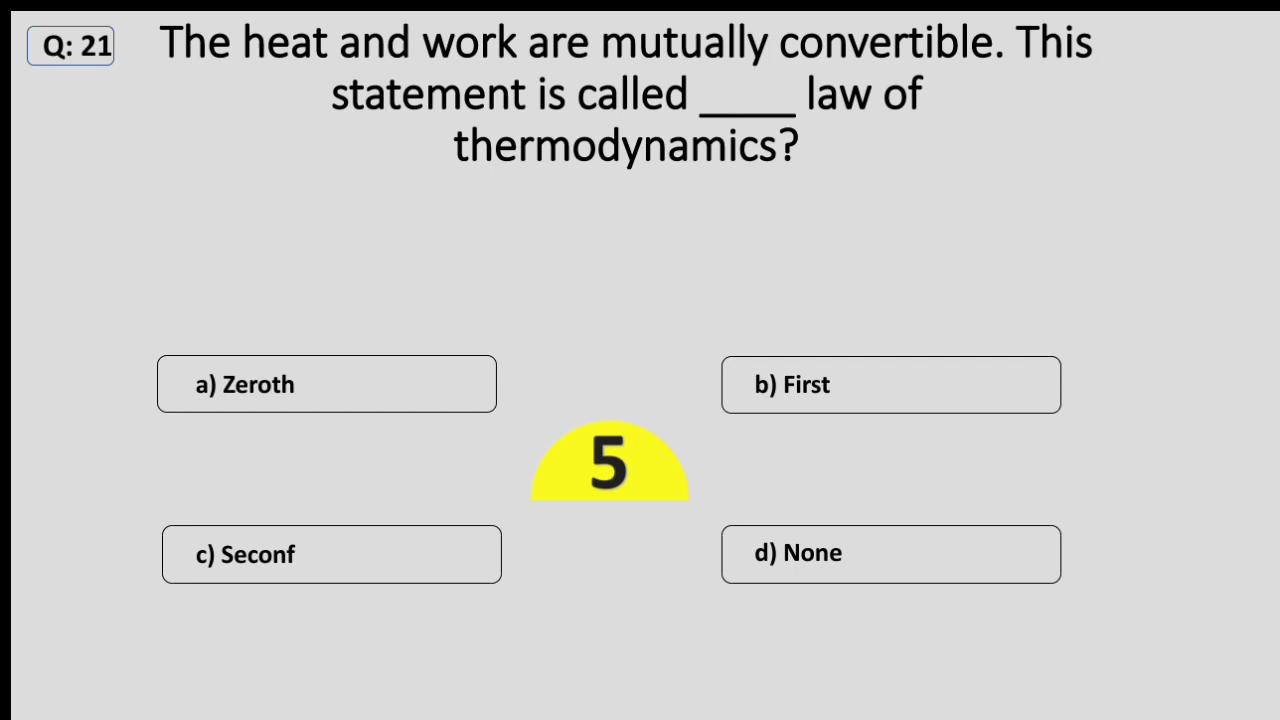 Q: 21
The heat and work are mutually convertible. This
statement is called ____ law of
thermodynamics?
a) Zeroth
b) First
5
c) Seconf
d) None